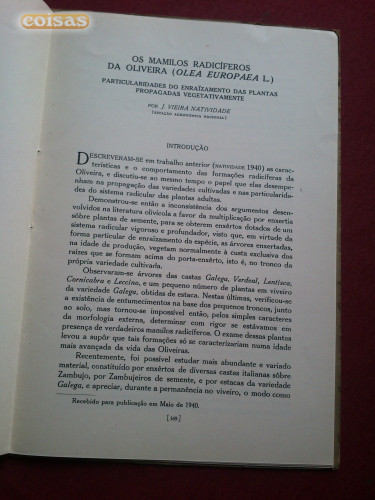 coisas
OS MAMILOS RADICÍFEROS
DA OLIVEIRA (OLEA EUROPAEA L.)
PARTICULARIDADES DO ENRAÏZAMENTO DAS PLANTAS
PROPAGADAS VEGETATIVAMENTE
POR J. VIEIRA NATIVIDADE
(ESTAÇÃO AGRONÓMICA NACIONAL)
INTRODUÇÃO
DESCREVERAM-SE em trabalho anterior (NATIVIDADE 1940) as carac-
terísticas e o comportamento das formações radicíferas da
Oliveira, e discutiu-se ao mesmo tempo o papel que elas desempe-
nham na propagação das variedades cultivadas e nas particularida-
des do sistema radicular das plantas adultas.
Demonstrou-se então a inconsistência dos argumentos desen-
volvidos na literatura olivícola a favor da multiplicação por enxertia
sôbre plantas de semente, para se obterem enxertos dotados de um
sistema radicular vigoroso e profundador, visto que, em virtude da
forma particular de enraïzamento da espécie, as árvores enxertadas,
na idade de produção, vegetam normalmente à custa exclusiva das
raízes que se formam acima do porta-enxêrto, isto é, no tronco da
própria variedade cultivada.
Observaram-se árvores das castas Galega, Verdeal, Lentisca,
Cornicabra e Leccino, e um pequeno número de plantas em viveiro
da variedade Galega, obtidas de estaca. Nestas últimas, verificou-se
a existência de entumecimentos na base dos pequenos troncos, junto
ao solo, mas tornou-se impossível então, pelos simples caracteres
da morfologia externa, determinar com rigor se estávamos em
presença de verdadeiros mamilos radicíferos. O exame destas plantas
levou a supôr que tais formações só se caracterizariam numa idade
mais avançada da vida das Oliveiras.
Recentemente, foi possível estudar mais abundante e variado
material, constituído por enxêrtos de diversas castas italianas sôbre
Zambujo, por Zambujeiros de semente, e por estacas da variedade
Galega, e apreciar, durante a permanência no viveiro, o modo como
Recebido para publicação em Maio de 1940.